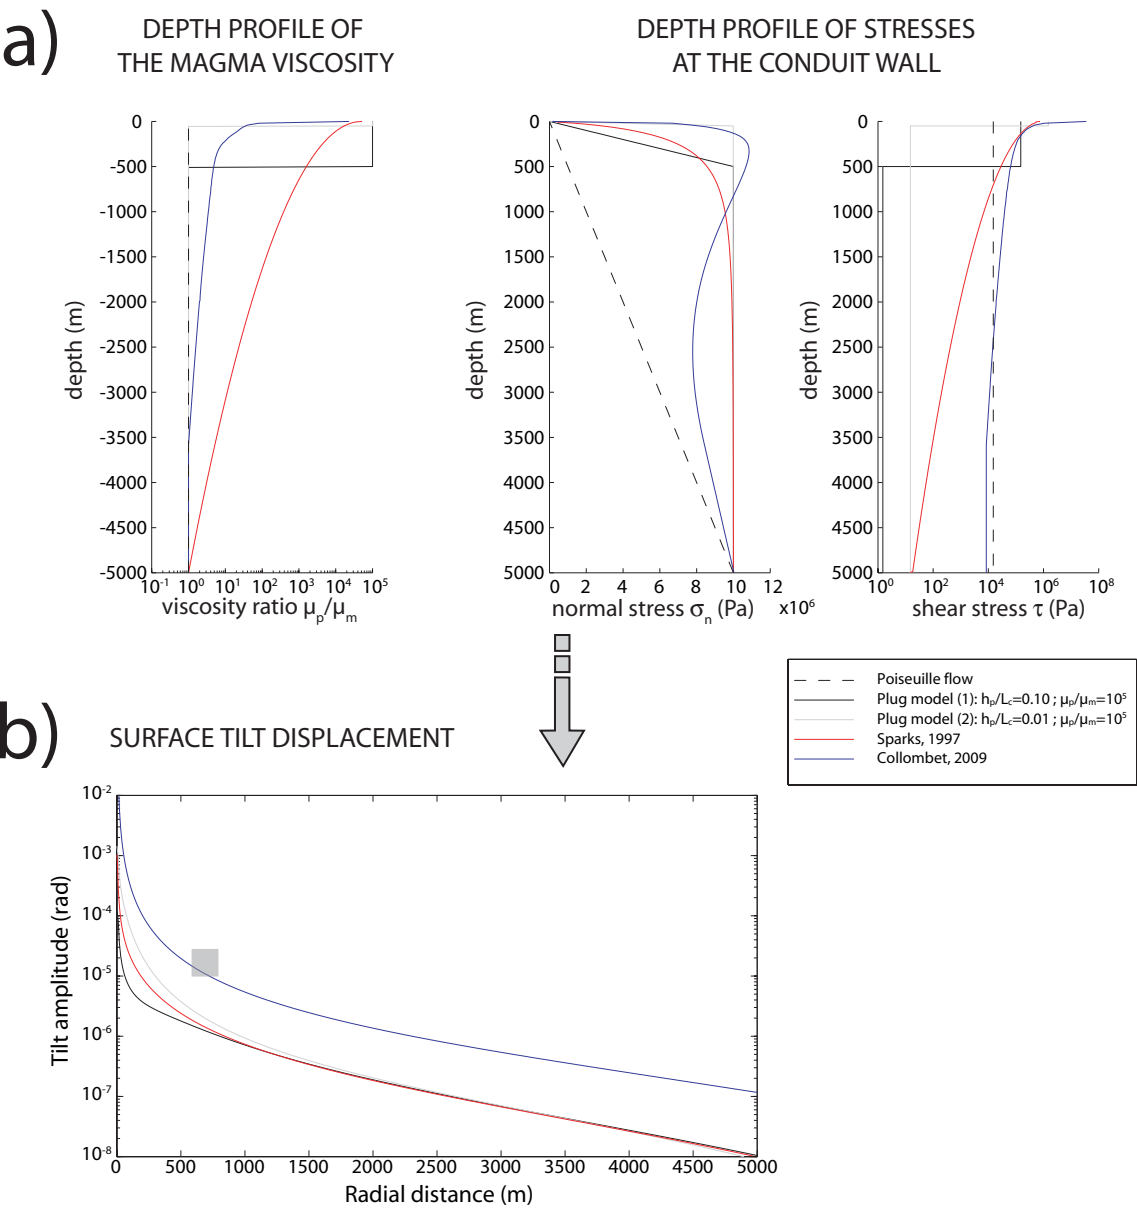 a)
DEPTH PROFILE OF
THE MAGMA VISCOSITY
DEPTH PROFILE OF STRESSES
AT THE CONDUIT WALL
0
-500
-1000
-1500
-2000
-2500
-3000
-3500
-4000
-4500
-5000
depth (m)
10⁻¹ 10⁰ 10¹ 10² 10³ 10⁴ 10⁵
viscosity ratio μₚ/μₘ
0
500
1000
1500
2000
2500
3000
3500
4000
4500
5000
depth (m)
0 2 4 6 8 10 12
normal stress σₙ (Pa) x10⁶
0
500
1000
1500
2000
2500
3000
3500
4000
4500
5000
depth (m)
10⁰ 10² 10⁴ 10⁶ 10⁸
shear stress τ (Pa)
Poiseuille flow
Plug model (1): hₚ/L_c=0.10 ; μₚ/μₘ=10⁵
Plug model (2): hₚ/L_c=0.01 ; μₚ/μₘ=10⁵
Sparks, 1997
Collombet, 2009
b)
SURFACE TILT DISPLACEMENT
10⁻²
10⁻³
10⁻⁴
10⁻⁵
10⁻⁶
10⁻⁷
10⁻⁸
Tilt amplitude (rad)
0 500 1000 1500 2000 2500 3000 3500 4000 4500 5000
Radial distance (m)